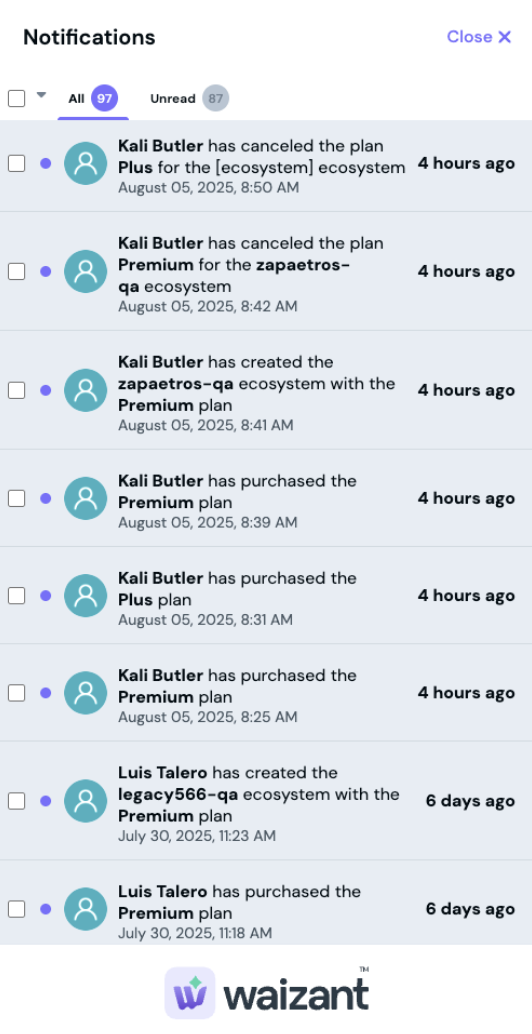 Notifications
Close ✕
All 97 Unread 87
Kali Butler has canceled the plan
Plus for the [ecosystem] ecosystem
August 05, 2025, 8:50 AM
4 hours ago
Kali Butler has canceled the plan
Premium for the zapaetros-
qa ecosystem
August 05, 2025, 8:42 AM
4 hours ago
Kali Butler has created the
zapaetros-qa ecosystem with the
Premium plan
August 05, 2025, 8:41 AM
4 hours ago
Kali Butler has purchased the
Premium plan
August 05, 2025, 8:39 AM
4 hours ago
Kali Butler has purchased the
Plus plan
August 05, 2025, 8:31 AM
4 hours ago
Kali Butler has purchased the
Premium plan
August 05, 2025, 8:25 AM
4 hours ago
Luis Talero has created the
legacy566-qa ecosystem with the
Premium plan
July 30, 2025, 11:23 AM
6 days ago
Luis Talero has purchased the
Premium plan
July 30, 2025, 11:18 AM
6 days ago
waizant™